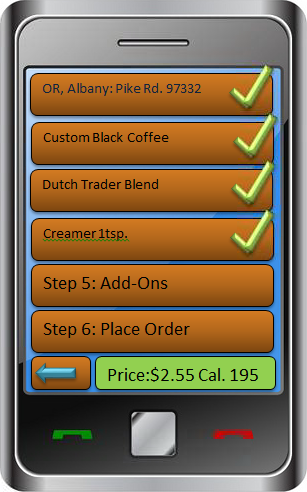 OR, Albany: Pike Rd. 97332
Custom Black Coffee
Dutch Trader Blend
Creamer 1tsp.
Step 5: Add-Ons
Step 6: Place Order
Price:$2.55 Cal. 195